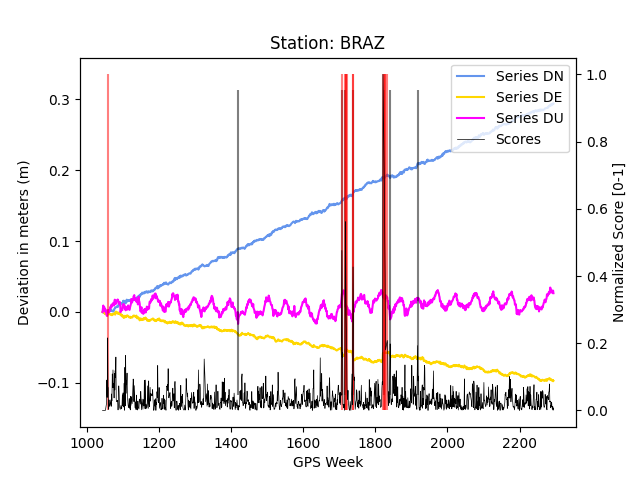 Station: BRAZ
Series DN
Series DE
Series DU
Scores
Deviation in meters (m)
0.3
0.2
0.1
0.0
−0.1
1.0
0.8
0.6
0.4
0.2
0.0
Normalized Score [0-1]
1000 1200 1400 1600 1800 2000 2200
GPS Week